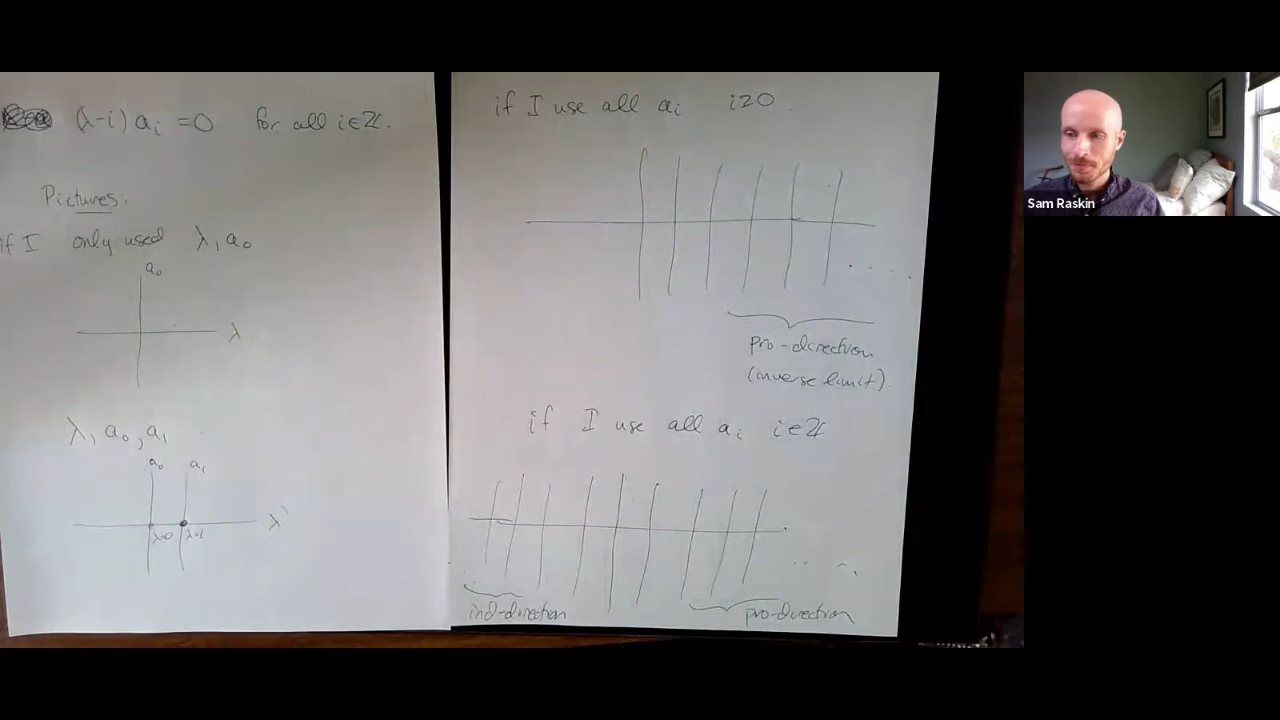 (λ-i) aᵢ = 0 for all i∈ℤ.
Pictures:
if I only used λ, a₀
a₀
λ
λ, a₀, a₁
a₀ a₁
λ
λ=0 λ=1
if I use all aᵢ i≥0:
pro-direction
(inverse limit).
if I use all aᵢ i∈ℤ
ind-direction pro-direction
Sam Raskin